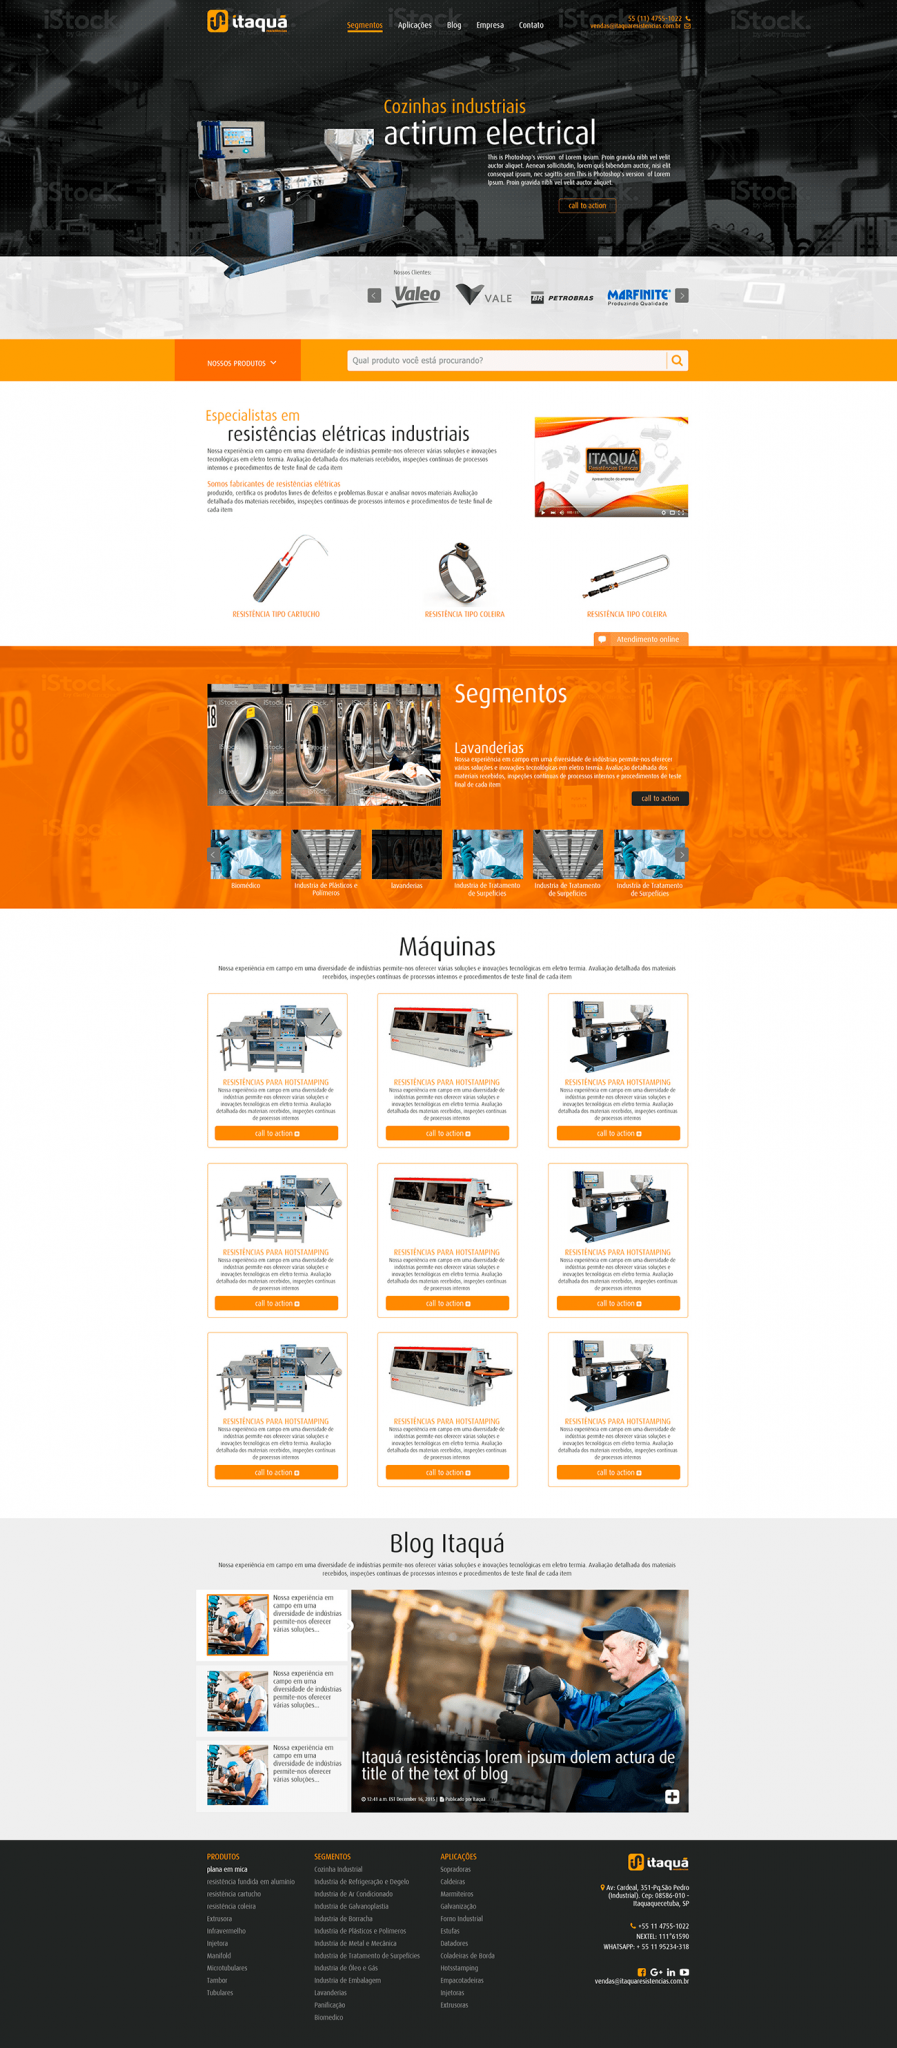 itaquá
resistências
Segmentos
Aplicações
Blog
Empresa
Contato
55 (11) 4755-1022
vendas@itaquaresistencias.com.br
iStock.
by Getty Images
Cozinhas industriais
actirum electrical
This is Photoshop's version of Lorem Ipsum. Proin gravida nibh vel velit
auctor aliquet. Aenean sollicitudin, lorem quis bibendum auctor, nisi elit
consequat ipsum, nec sagittis sem This is Photoshop's version of Lorem
Ipsum. Proin gravida nibh vel velit auctor aliquet.
call to action
Nossos Clientes:
Valeo
VALE
BR PETROBRAS
MARFINITE
Produzindo Qualidade
NOSSOS PRODUTOS
Qual produto você está procurando?
Especialistas em
resistências elétricas industriais
Nossa experiência em campo em uma diversidade de indústrias permite-nos oferecer várias soluções e inovações
tecnológicas em eletro termia. Avaliação detalhada dos materiais recebidos, inspeções contínuas de processos
internos e procedimentos de teste final de cada item
Somos fabricantes de resistências elétricas
produzido, certifica os produtos livres de defeitos e problemas Buscar e analisar novos materiais Avaliação
detalhada dos materiais recebidos, inspeções contínuas de processos internos e procedimentos de teste final de
cada item
ITAQUÁ
Resistências Elétricas
Apresentação da empresa
RESISTÊNCIA TIPO CARTUCHO
RESISTÊNCIA TIPO COLEIRA
RESISTÊNCIA TIPO COLEIRA
Atendimento online
Segmentos
Lavanderias
Nossa experiência em campo em uma diversidade de indústrias permite-nos oferecer
várias soluções e inovações tecnológicas em eletro termia. Avaliação detalhada dos
materiais recebidos, inspeções contínuas de processos internos e procedimentos de teste
final de cada item
call to action
18
17
Biomédico
Industria de Plásticos e
Polímeros
lavanderias
Industria de Tratamento
de Surpefícies
Industria de Tratamento
de Surpefícies
Industria de Tratamento
de Surpefícies
Máquinas
Nossa experiência em campo em uma diversidade de indústrias permite-nos oferecer várias soluções e inovações tecnológicas em eletro termia. Avaliação detalhada dos materiais
recebidos, inspeções contínuas de processos internos e procedimentos de teste final de cada item
RESISTÊNCIAS PARA HOTSTAMPING
Nossa experiência em campo em uma diversidade de
indústrias permite-nos oferecer várias soluções e
inovações tecnológicas em eletro termia. Avaliação
detalhada dos materiais recebidos, inspeções contínuas
de processos internos
call to action
RESISTÊNCIAS PARA HOTSTAMPING
Nossa experiência em campo em uma diversidade de
indústrias permite-nos oferecer várias soluções e
inovações tecnológicas em eletro termia. Avaliação
detalhada dos materiais recebidos, inspeções contínuas
de processos internos
call to action
RESISTÊNCIAS PARA HOTSTAMPING
Nossa experiência em campo em uma diversidade de
indústrias permite-nos oferecer várias soluções e
inovações tecnológicas em eletro termia. Avaliação
detalhada dos materiais recebidos, inspeções contínuas
de processos internos
call to action
RESISTÊNCIAS PARA HOTSTAMPING
Nossa experiência em campo em uma diversidade de
indústrias permite-nos oferecer várias soluções e
inovações tecnológicas em eletro termia. Avaliação
detalhada dos materiais recebidos, inspeções contínuas
de processos internos
call to action
RESISTÊNCIAS PARA HOTSTAMPING
Nossa experiência em campo em uma diversidade de
indústrias permite-nos oferecer várias soluções e
inovações tecnológicas em eletro termia. Avaliação
detalhada dos materiais recebidos, inspeções contínuas
de processos internos
call to action
RESISTÊNCIAS PARA HOTSTAMPING
Nossa experiência em campo em uma diversidade de
indústrias permite-nos oferecer várias soluções e
inovações tecnológicas em eletro termia. Avaliação
detalhada dos materiais recebidos, inspeções contínuas
de processos internos
call to action
RESISTÊNCIAS PARA HOTSTAMPING
Nossa experiência em campo em uma diversidade de
indústrias permite-nos oferecer várias soluções e
inovações tecnológicas em eletro termia. Avaliação
detalhada dos materiais recebidos, inspeções contínuas
de processos internos
call to action
RESISTÊNCIAS PARA HOTSTAMPING
Nossa experiência em campo em uma diversidade de
indústrias permite-nos oferecer várias soluções e
inovações tecnológicas em eletro termia. Avaliação
detalhada dos materiais recebidos, inspeções contínuas
de processos internos
call to action
RESISTÊNCIAS PARA HOTSTAMPING
Nossa experiência em campo em uma diversidade de
indústrias permite-nos oferecer várias soluções e
inovações tecnológicas em eletro termia. Avaliação
detalhada dos materiais recebidos, inspeções contínuas
de processos internos
call to action
Blog Itaquá
Nossa experiência em campo em uma diversidade de indústrias permite-nos oferecer várias soluções e inovações tecnológicas em eletro termia. Avaliação detalhada dos materiais
recebidos, inspeções contínuas de processos internos e procedimentos de teste final de cada item
Nossa experiência em
campo em uma
diversidade de indústrias
permite-nos oferecer
várias soluções...
Nossa experiência em
campo em uma
diversidade de indústrias
permite-nos oferecer
várias soluções...
Nossa experiência em
campo em uma
diversidade de indústrias
permite-nos oferecer
várias soluções...
Itaquá resistências lorem ipsum dolem actura de
title of the text of blog
12:41 a.m. EST December 16, 2015 | Publicado por Itaquá
PRODUTOS
plana em mica
resistência fundida em alumínio
resistência cartucho
resistência coleira
Extrusora
Infravermelho
Injetora
Manifold
Microtubulares
Tambor
Tubulares
SEGMENTOS
Cozinha Industrial
Industria de Refrigeração e Degelo
Industria de Ar Condicionado
Industria de Galvanoplastia
Industria de Borracha
Industria de Plásticos e Polímeros
Industria de Metal e Mecânica
Industria de Tratamento de Surpefícies
Industria de Óleo e Gás
Industria de Embalagem
Lavanderias
Panificação
Biomedico
APLICAÇÕES
Sopradoras
Caldeiras
Marmiteiros
Galvanização
Forno Industrial
Estufas
Datadores
Coladeiras de Borda
Hotsstamping
Empacotadeiras
Injetoras
Extrusoras
itaquá
resistências
Av: Cardeal, 351-Pq.São Pedro
(Industrial). Cep: 08586-010 -
Itaquaquecetuba, SP
+55 11 4755-1022
NEXTEL: 111*61590
WHATSAPP: + 55 11 95234-318
vendas@itaquaresistencias.com.br